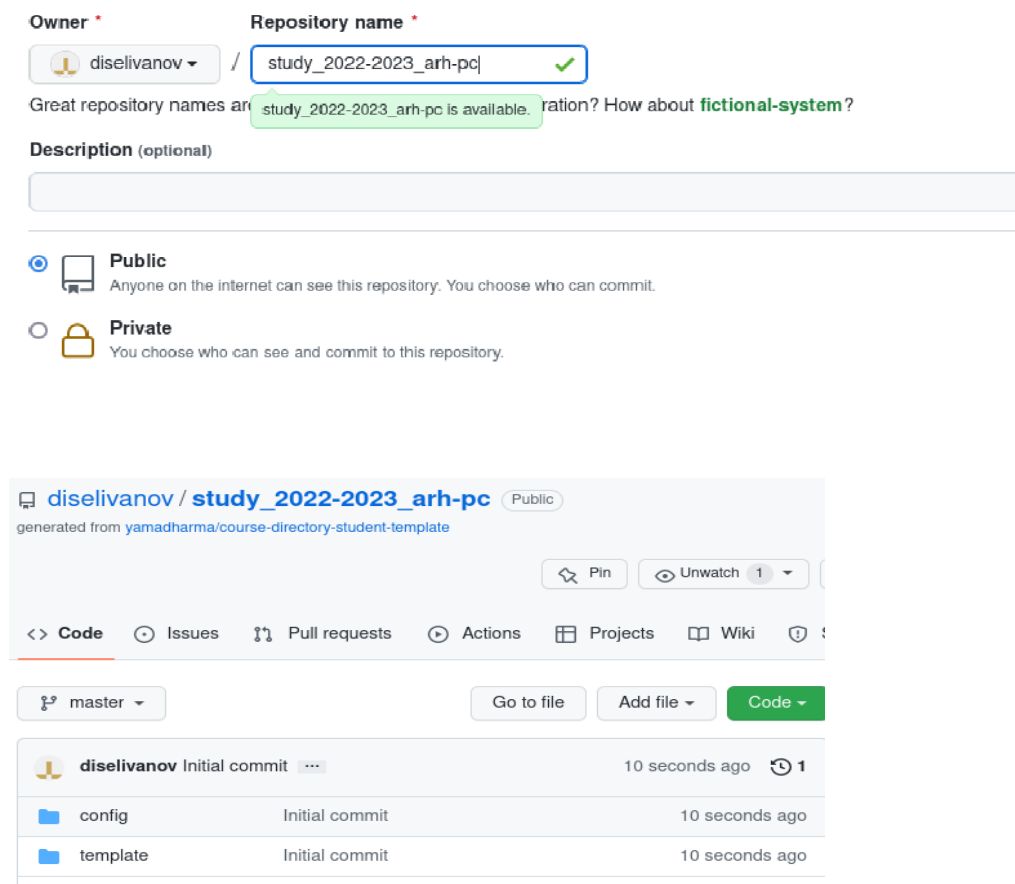 Owner * Repository name *
diselivanov / study_2022-2023_arh-pc
Great repository names are study_2022-2023_arh-pc is available. ration? How about fictional-system?
Description (optional)
Public
Anyone on the internet can see this repository. You choose who can commit.
Private
You choose who can see and commit to this repository.
diselivanov / study_2022-2023_arh-pc Public
generated from yamadharma/course-directory-student-template
Pin Unwatch 1
<> Code Issues Pull requests Actions Projects Wiki
master Go to file Add file Code
diselivanov Initial commit ... 10 seconds ago 1
config Initial commit 10 seconds ago
template Initial commit 10 seconds ago